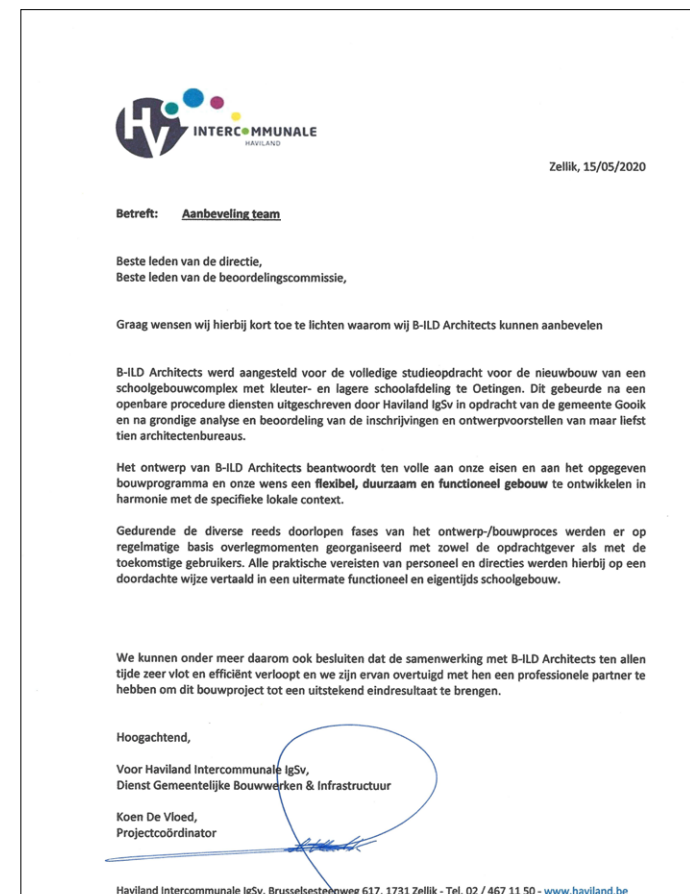 HV INTERCOMMUNALE
HAVILAND
Zellik, 15/05/2020
Betreft: Aanbeveling team
Beste leden van de directie,
Beste leden van de beoordelingscommissie,
Graag wensen wij hierbij kort toe te lichten waarom wij B-ILD Architects kunnen aanbevelen
B-ILD Architects werd aangesteld voor de volledige studieopdracht voor de nieuwbouw van een
schoolgebouwcomplex met kleuter- en lagere schoolafdeling te Oetingen. Dit gebeurde na een
openbare procedure diensten uitgeschreven door Haviland IgSv in opdracht van de gemeente Gooik
en na grondige analyse en beoordeling van de inschrijvingen en ontwerpvoorstellen van maar liefst
tien architectenbureaus.
Het ontwerp van B-ILD Architects beantwoordt ten volle aan onze eisen en aan het opgegeven
bouwprogramma en onze wens een flexibel, duurzaam en functioneel gebouw te ontwikkelen in
harmonie met de specifieke lokale context.
Gedurende de diverse reeds doorlopen fases van het ontwerp-/bouwproces werden er op
regelmatige basis overlegmomenten georganiseerd met zowel de opdrachtgever als met de
toekomstige gebruikers. Alle praktische vereisten van personeel en directies werden hierbij op een
doordachte wijze vertaald in een uitermate functioneel en eigentijds schoolgebouw.
We kunnen onder meer daarom ook besluiten dat de samenwerking met B-ILD Architects ten allen
tijde zeer vlot en efficiënt verloopt en we zijn ervan overtuigd met hen een professionele partner te
hebben om dit bouwproject tot een uitstekend eindresultaat te brengen.
Hoogachtend,
Voor Haviland Intercommunale IgSv,
Dienst Gemeentelijke Bouwwerken & Infrastructuur
Koen De Vloed,
Projectcoördinator
Haviland Intercommunale IgSv, Brusselsesteenweg 617, 1731 Zellik - Tel. 02 / 467 11 50 - www.haviland.be